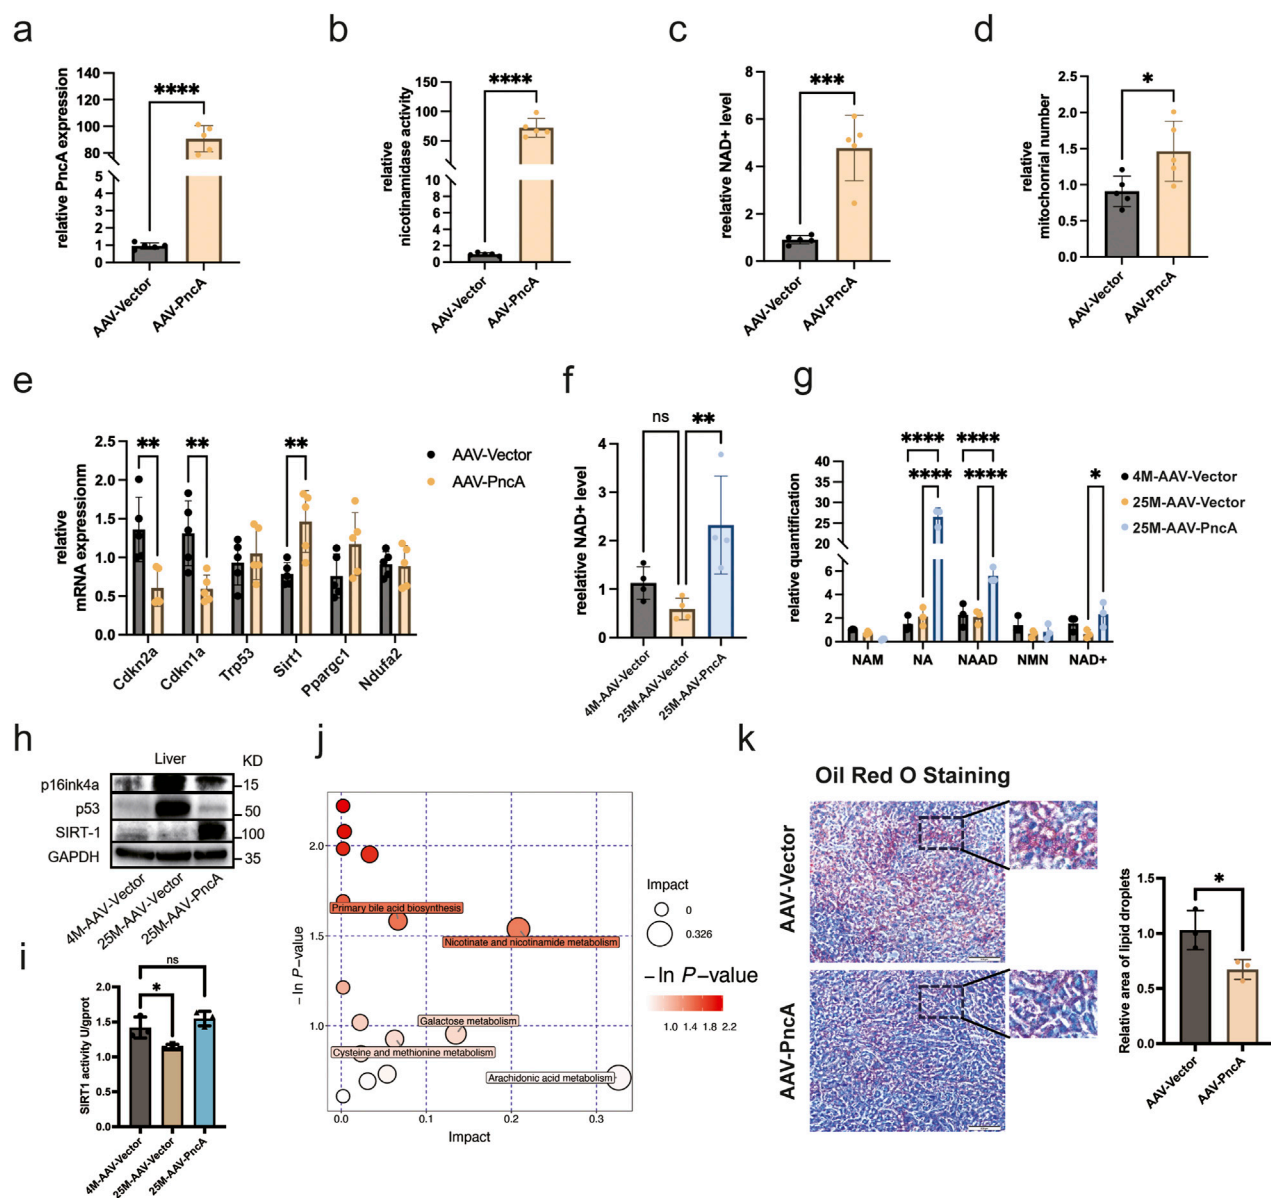 a
relative PncA expression
140
120
100
80
5
4
3
2
1
0
****
AAV-Vector
AAV-PncA
b
relative
nicotinamidase activity
150
100
50
10
8
6
4
2
0
****
AAV-Vector
AAV-PncA
c
reelative NAD+ level
8
6
4
2
0
***
AAV-Vector
AAV-PncA
d
relative
mitochonrial number
2.5
2.0
1.5
1.0
0.5
0.0
*
AAV-Vector
AAV-PncA
e
relative
mRNA expressionm
2.5
2.0
1.5
1.0
0.5
0.0
**
**
**
Cdkn2a
Cdkn1a
Trp53
Sirt1
Ppargc1
Ndufa2
AAV-Vector
AAV-PncA
f
reelative NAD+ level
4
3
2
1
0
ns
**
4M-AAV-Vector
25M-AAV-Vector
25M-AAV-PncA
g
relative quantification
40
35
30
25
20
6
4
2
0
****
****
****
****
*
NAM
NA
NAAD
NMN
NAD+
4M-AAV-Vector
25M-AAV-Vector
25M-AAV-PncA
h
Liver
KD
p16ink4a
15
p53
50
SIRT-1
100
GAPDH
35
4M-AAV-Vector
25M-AAV-Vector
25M-AAV-PncA
i
SIRT1 activity U/gprot
2.0
1.5
1.0
0.5
0.0
ns
*
4M-AAV-Vector
25M-AAV-Vector
25M-AAV-PncA
j
−ln P−value
2.0
1.5
1.0
Primary bile acid biosynthesis
Nicotinate and nicotinamide metabolism
Galactose metabolism
Cysteine and methionine metabolism
Arachidonic acid metabolism
0.0
0.1
0.2
0.3
Impact
Impact
0
0.326
−ln P−value
1.0 1.4 1.8 2.2
k
Oil Red O Staining
AAV-Vector
AAV-PncA
Relative area of lipid droplets
1.5
1.0
0.5
0.0
*
AAV-Vector
AAV-PncA